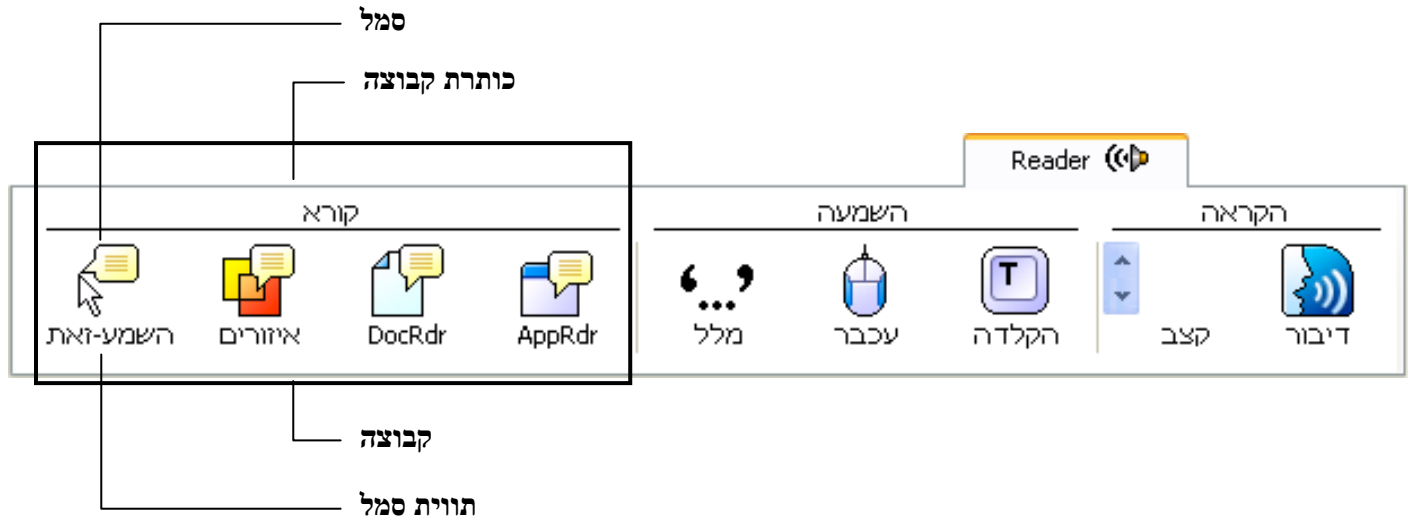 סמל
כותרת קבוצה
Reader
הקראה
השמעה
קורא
דיבור
קצב
הקלדה
T
עכבר
מלל
AppRdr
DocRdr
איזורים
השמע-זאת
קבוצה
תווית סמל